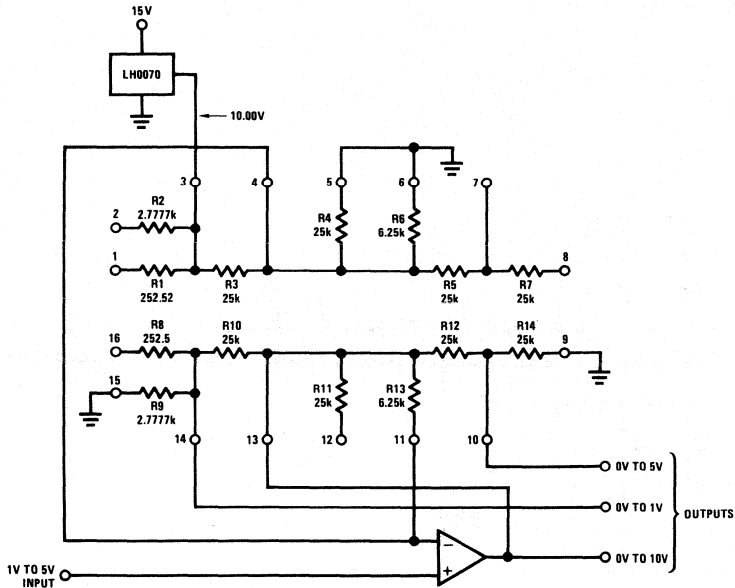 15V
LH0070
10.00V
3
4
5
6
7
R2
2.7777k
2
R4
25k
R6
6.25k
1
8
R1
252.52
R3
25k
R5
25k
R7
25k
R8
252.5
R10
25k
R12
25k
R14
25k
16
9
15
R9
2.7777k
R11
25k
R13
6.25k
14
13
12
11
10
0V TO 5V
0V TO 1V
OUTPUTS
0V TO 10V
−
+
1V TO 5V
INPUT